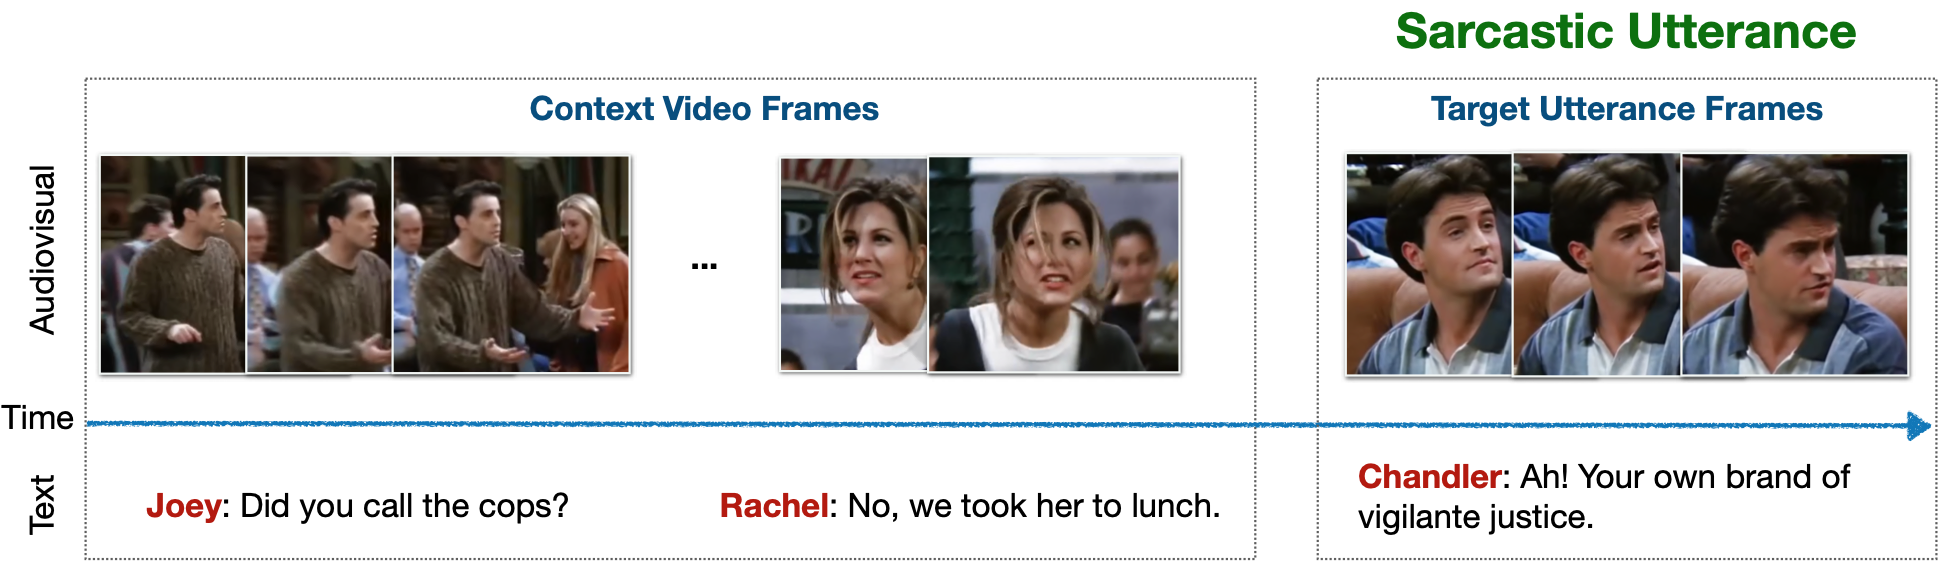 Sarcastic Utterance
Context Video Frames
Target Utterance Frames
Audiovisual
...
Time
Text
Joey: Did you call the cops?
Rachel: No, we took her to lunch.
Chandler: Ah! Your own brand of
vigilante justice.